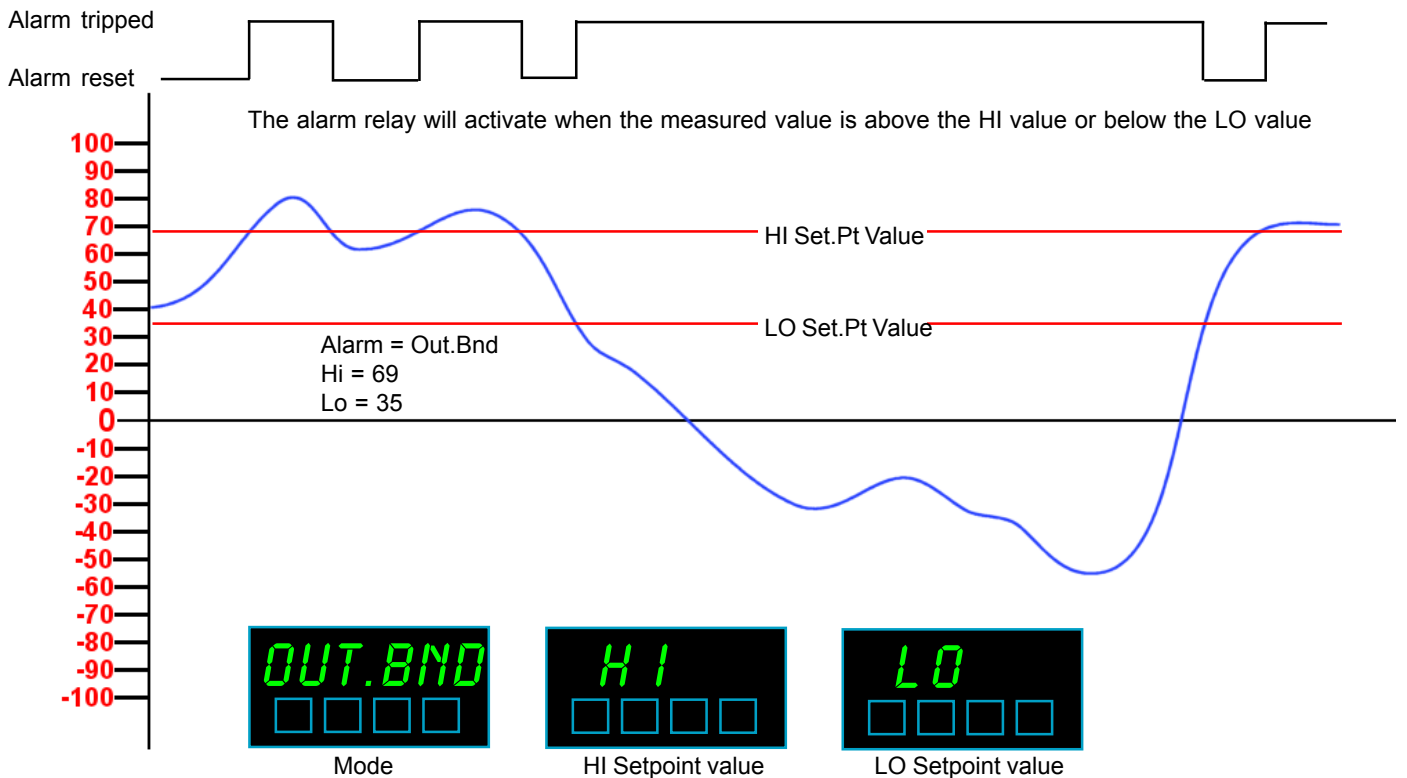 Alarm tripped
Alarm reset
The alarm relay will activate when the measured value is above the HI value or below the LO value
100
90
80
70
60
50
40
30
20
10
0
-10
-20
-30
-40
-50
-60
-70
-80
-90
-100
HI Set.Pt Value
LO Set.Pt Value
Alarm = Out.Bnd
Hi = 69
Lo = 35
OUT.BND
HI
LO
Mode
HI Setpoint value
LO Setpoint value